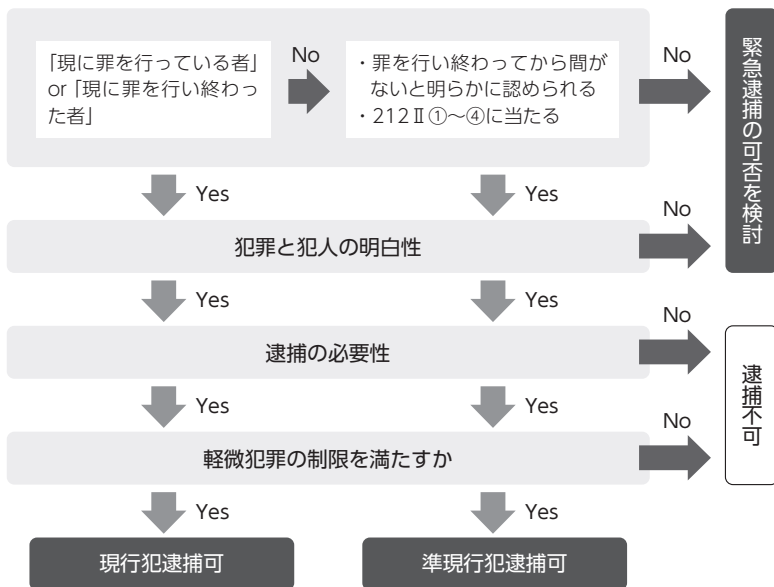 「現に罪を行っている者」
or「現に罪を行い終わっ
た者」
No
・罪を行い終わってから間が
ないと明らかに認められる
・212Ⅱ①～④に当たる
No
緊急逮捕の可否を検討
Yes
Yes
No
犯罪と犯人の明白性
Yes
Yes
No
逮捕の必要性
逮捕不可
Yes
Yes
No
軽微犯罪の制限を満たすか
Yes
Yes
現行犯逮捕可
準現行犯逮捕可